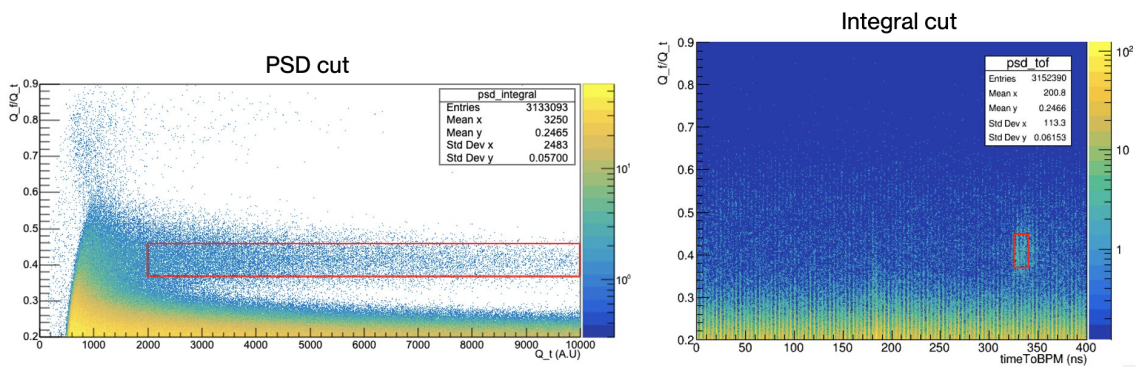 PSD cut
Q_f/Q_t
0.9
0.8
0.7
0.6
0.5
0.4
0.3
0.2
0 1000 2000 3000 4000 5000 6000 7000 8000 9000 10000
Q_t (A.U)
psd_integral
Entries 3133093
Mean x 3250
Mean y 0.2465
Std Dev x 2483
Std Dev y 0.05700
10¹
10⁰
Integral cut
Q_f/Q_t
0.9
0.8
0.7
0.6
0.5
0.4
0.3
0.2
0 50 100 150 200 250 300 350 400
timeToBPM (ns)
psd_tof
Entries 3152390
Mean x 200.8
Mean y 0.2466
Std Dev x 113.3
Std Dev y 0.06153
10²
10
1